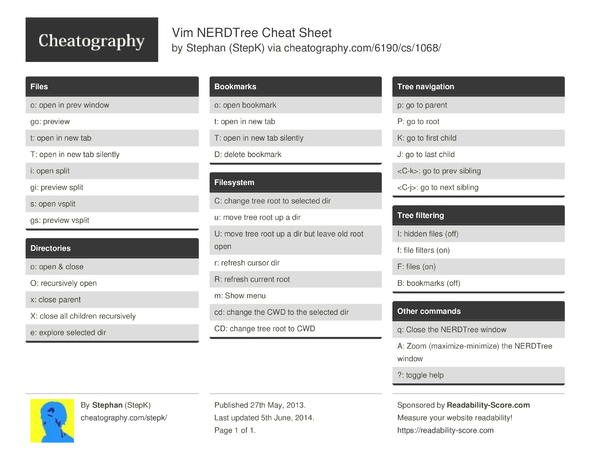 Cheatography
Vim NERDTree Cheat Sheet
by Stephan (StepK) via cheatography.com/6190/cs/1068/
Files
o: open in prev window
go: preview
t: open in new tab
T: open in new tab silently
i: open split
gi: preview split
s: open vsplit
gs: preview vsplit
Directories
o: open & close
O: recursively open
x: close parent
X: close all children recursively
e: explore selected dir
Bookmarks
o: open bookmark
t: open in new tab
T: open in new tab silently
D: delete bookmark
Filesystem
C: change tree root to selected dir
u: move tree root up a dir
U: move tree root up a dir but leave old root
open
r: refresh cursor dir
R: refresh current root
m: Show menu
cd: change the CWD to the selected dir
CD: change tree root to CWD
Tree navigation
p: go to parent
P: go to root
K: go to first child
J: go to last child
<C-k>: go to prev sibling
<C-j>: go to next sibling
Tree filtering
I: hidden files (off)
f: file filters (on)
F: files (on)
B: bookmarks (off)
Other commands
q: Close the NERDTree window
A: Zoom (maximize-minimize) the NERDTree
window
?: toggle help
By Stephan (StepK)
cheatography.com/stepk/
Published 27th May, 2013.
Last updated 5th June, 2014.
Page 1 of 1.
Sponsored by Readability-Score.com
Measure your website readability!
https://readability-score.com